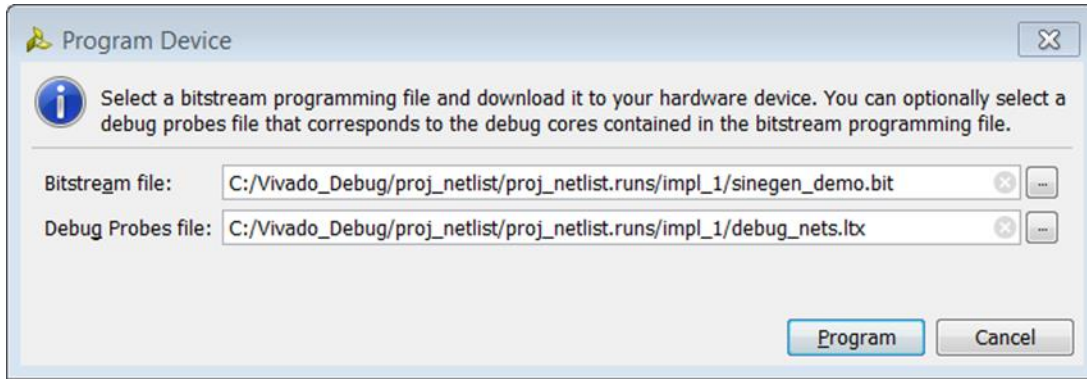 Program Device
Select a bitstream programming file and download it to your hardware device. You can optionally select a
debug probes file that corresponds to the debug cores contained in the bitstream programming file.
Bitstream file: C:/Vivado_Debug/proj_netlist/proj_netlist.runs/impl_1/sinegen_demo.bit ...
Debug Probes file: C:/Vivado_Debug/proj_netlist/proj_netlist.runs/impl_1/debug_nets.ltx ...
Program Cancel